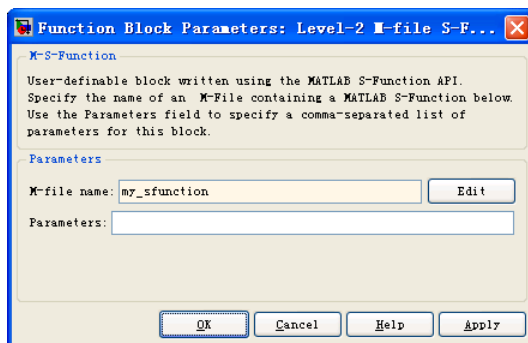 Function Block Parameters: Level-2 M-file S-F...
M-S-Function
User-definable block written using the MATLAB S-Function API.
Specify the name of an M-File containing a MATLAB S-Function below.
Use the Parameters field to specify a comma-separated list of
parameters for this block.
Parameters
M-file name: my_sfunction Edit
Parameters:
OK Cancel Help Apply